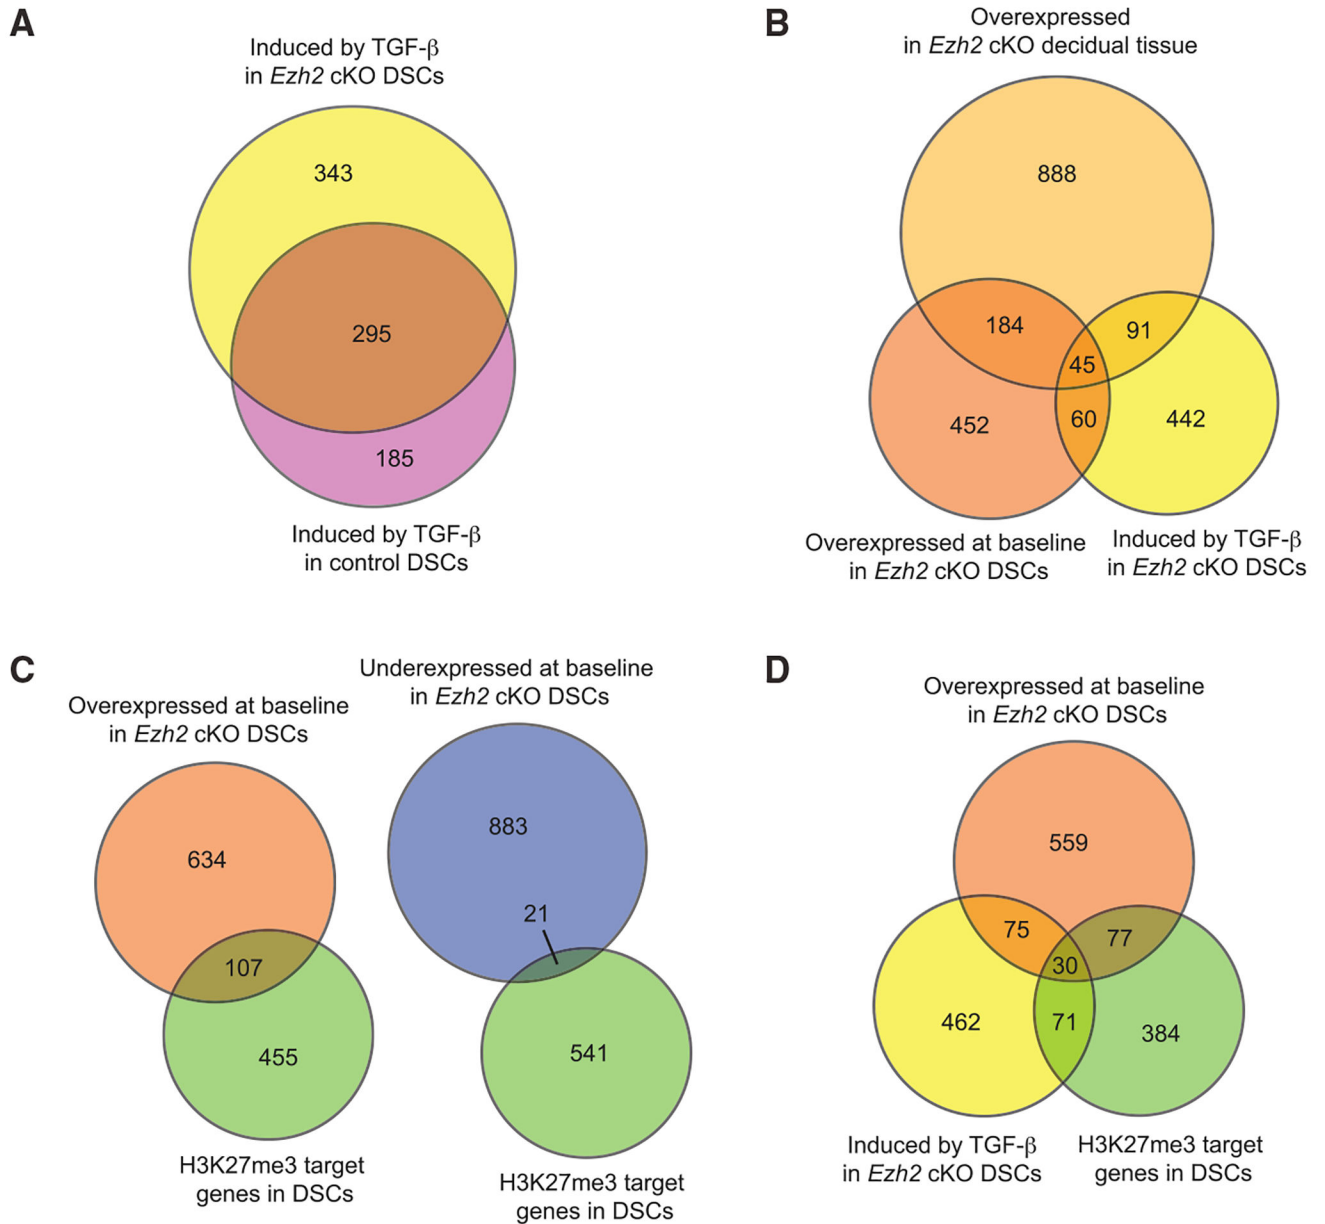 A
Induced by TGF-β
in Ezh2 cKO DSCs
343
295
185
Induced by TGF-β
in control DSCs
B
Overexpressed
in Ezh2 cKO decidual tissue
888
184
91
45
452
60
442
Overexpressed at baseline
in Ezh2 cKO DSCs
Induced by TGF-β
in Ezh2 cKO DSCs
C
Overexpressed at baseline
in Ezh2 cKO DSCs
634
107
455
H3K27me3 target
genes in DSCs
Underexpressed at baseline
in Ezh2 cKO DSCs
883
21
541
H3K27me3 target
genes in DSCs
D
Overexpressed at baseline
in Ezh2 cKO DSCs
559
75
77
30
462
71
384
Induced by TGF-β
in Ezh2 cKO DSCs
H3K27me3 target
genes in DSCs